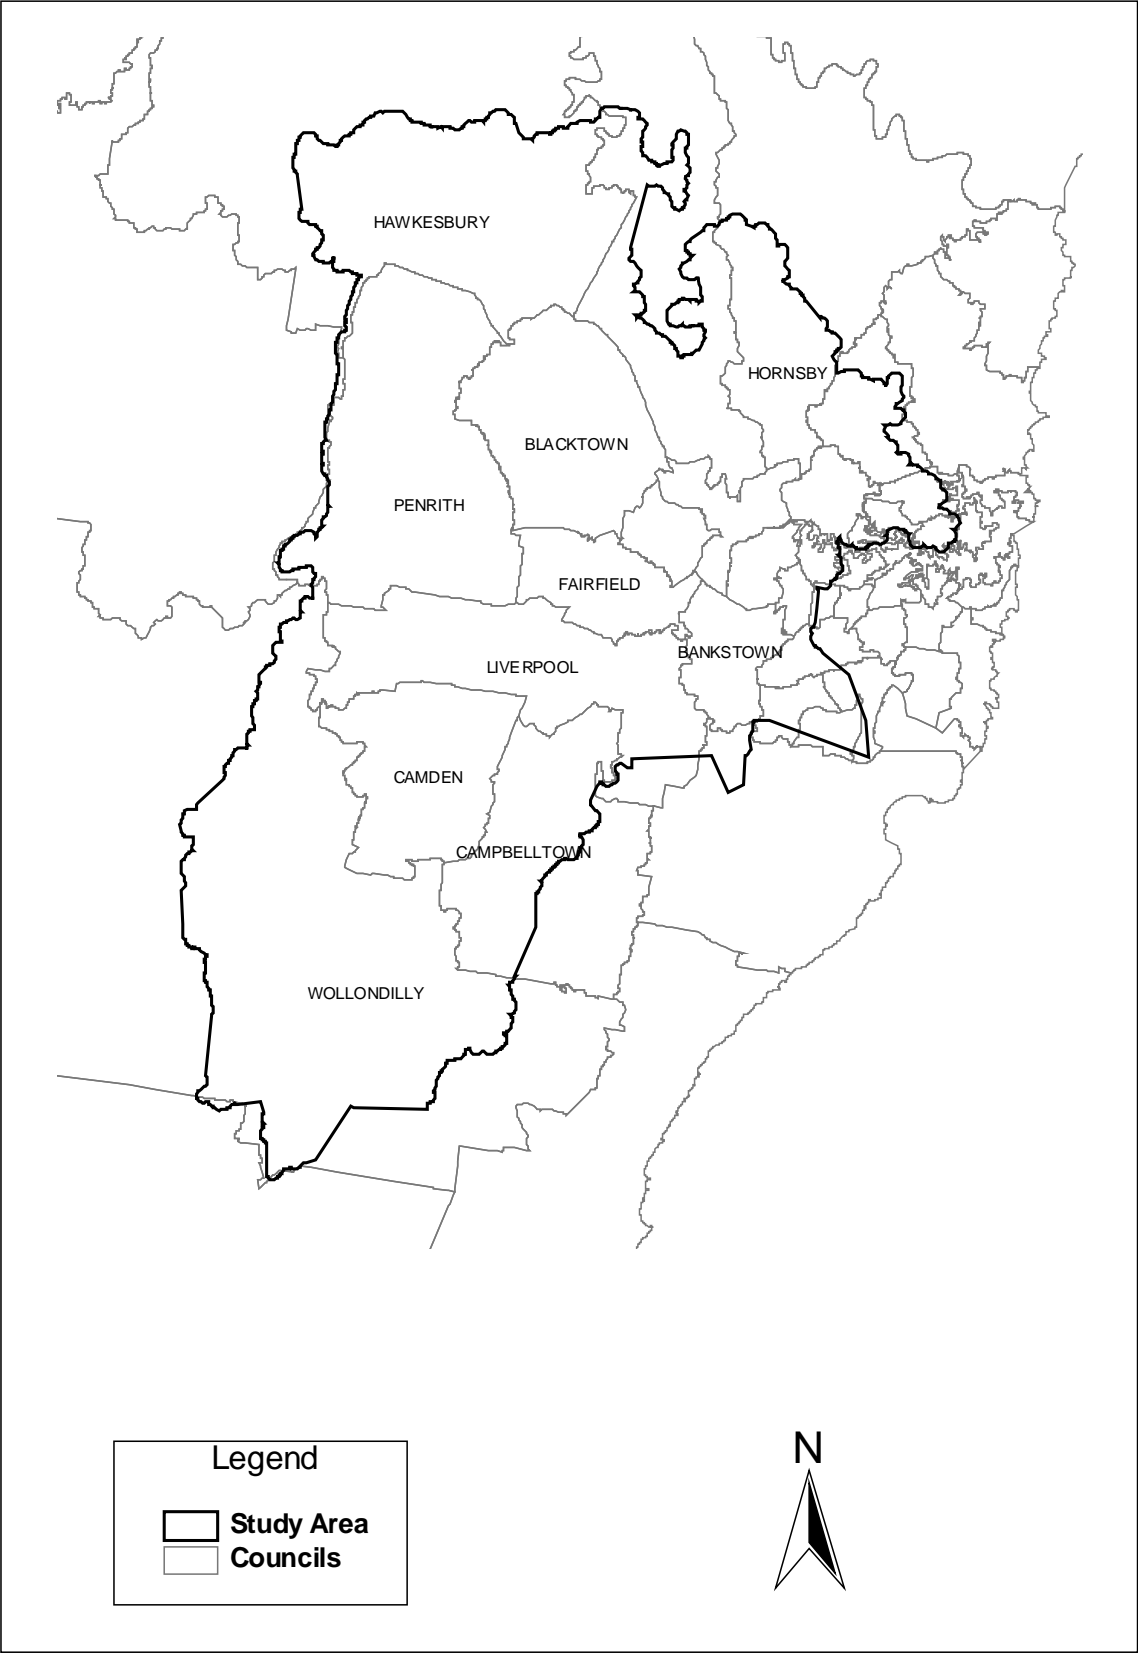 HAWKESBURY
HORNSBY
BLACKTOWN
PENRITH
FAIRFIELD
BANKSTOWN
LIVERPOOL
CAMDEN
CAMPBELLTOWN
WOLLONDILLY
N
Legend
Study Area
Councils